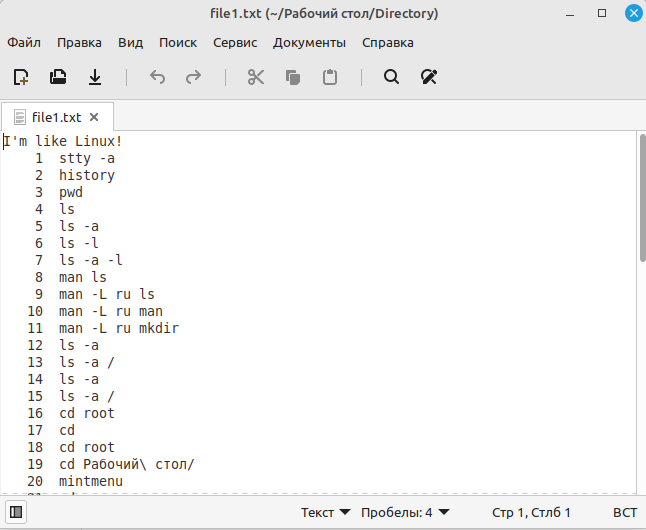 file1.txt (~/Рабочий стол/Directory)
Файл Правка Вид Поиск Сервис Документы Справка
file1.txt
I'm like Linux!
1 stty -a
2 history
3 pwd
4 ls
5 ls -a
6 ls -l
7 ls -a -l
8 man ls
9 man -L ru ls
10 man -L ru man
11 man -L ru mkdir
12 ls -a
13 ls -a /
14 ls -a
15 ls -a /
16 cd root
17 cd
18 cd root
19 cd Рабочий\ стол/
20 mintmenu
Текст Пробелы: 4 Стр 1, Стлб 1 ВСТ